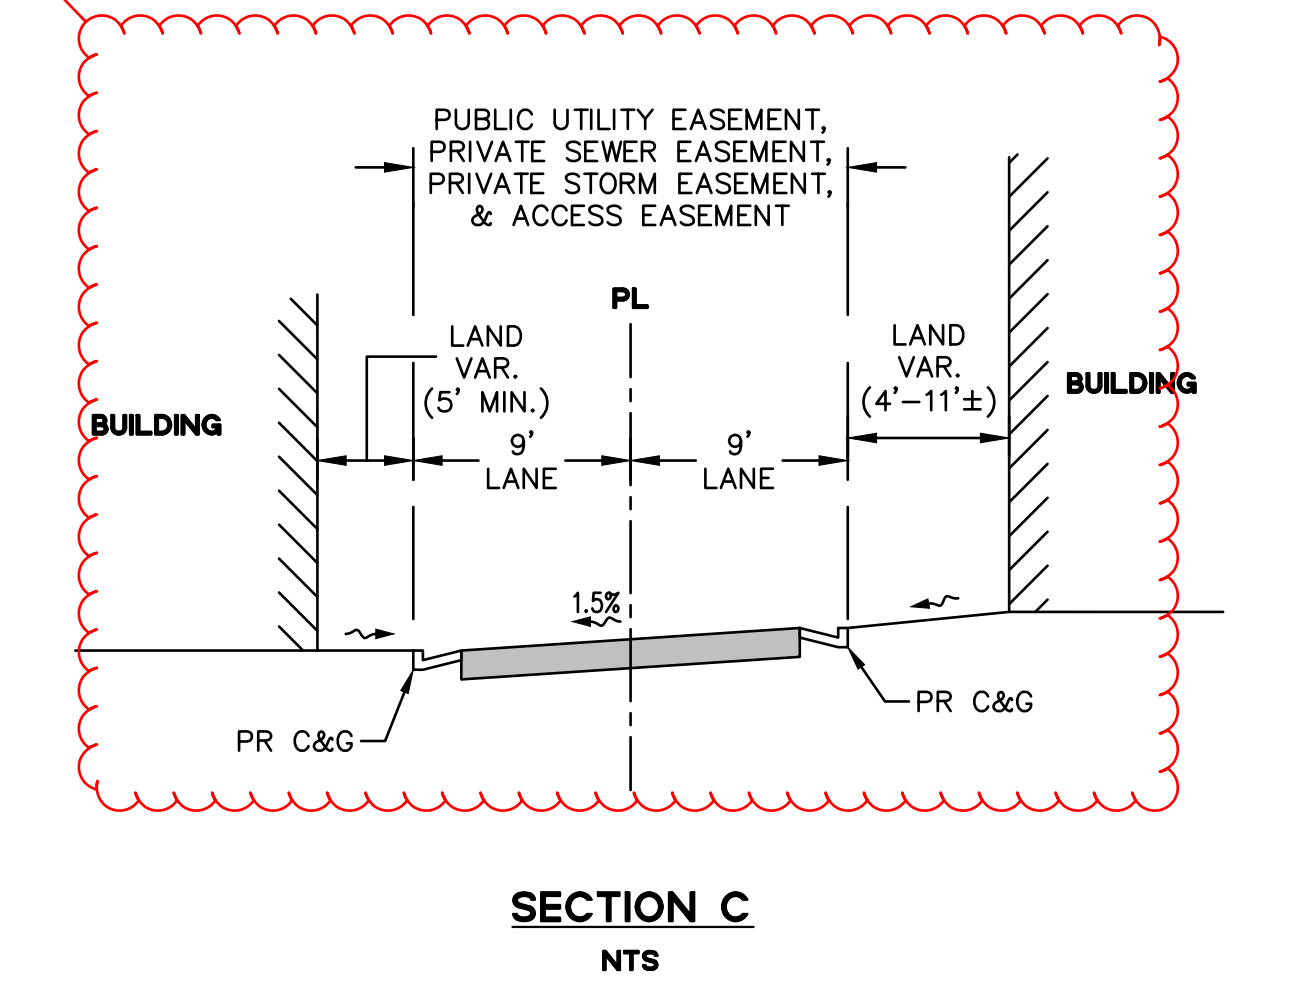 PUBLIC UTILITY EASEMENT,
PRIVATE SEWER EASEMENT,
PRIVATE STORM EASEMENT,
& ACCESS EASEMENT
PL
LAND
VAR.
(5' MIN.)
LAND
VAR.
(4'-11'±)
BUILDING
BUILDING
9'
LANE
9'
LANE
1.5%
PR C&G
PR C&G
SECTION C
NTS